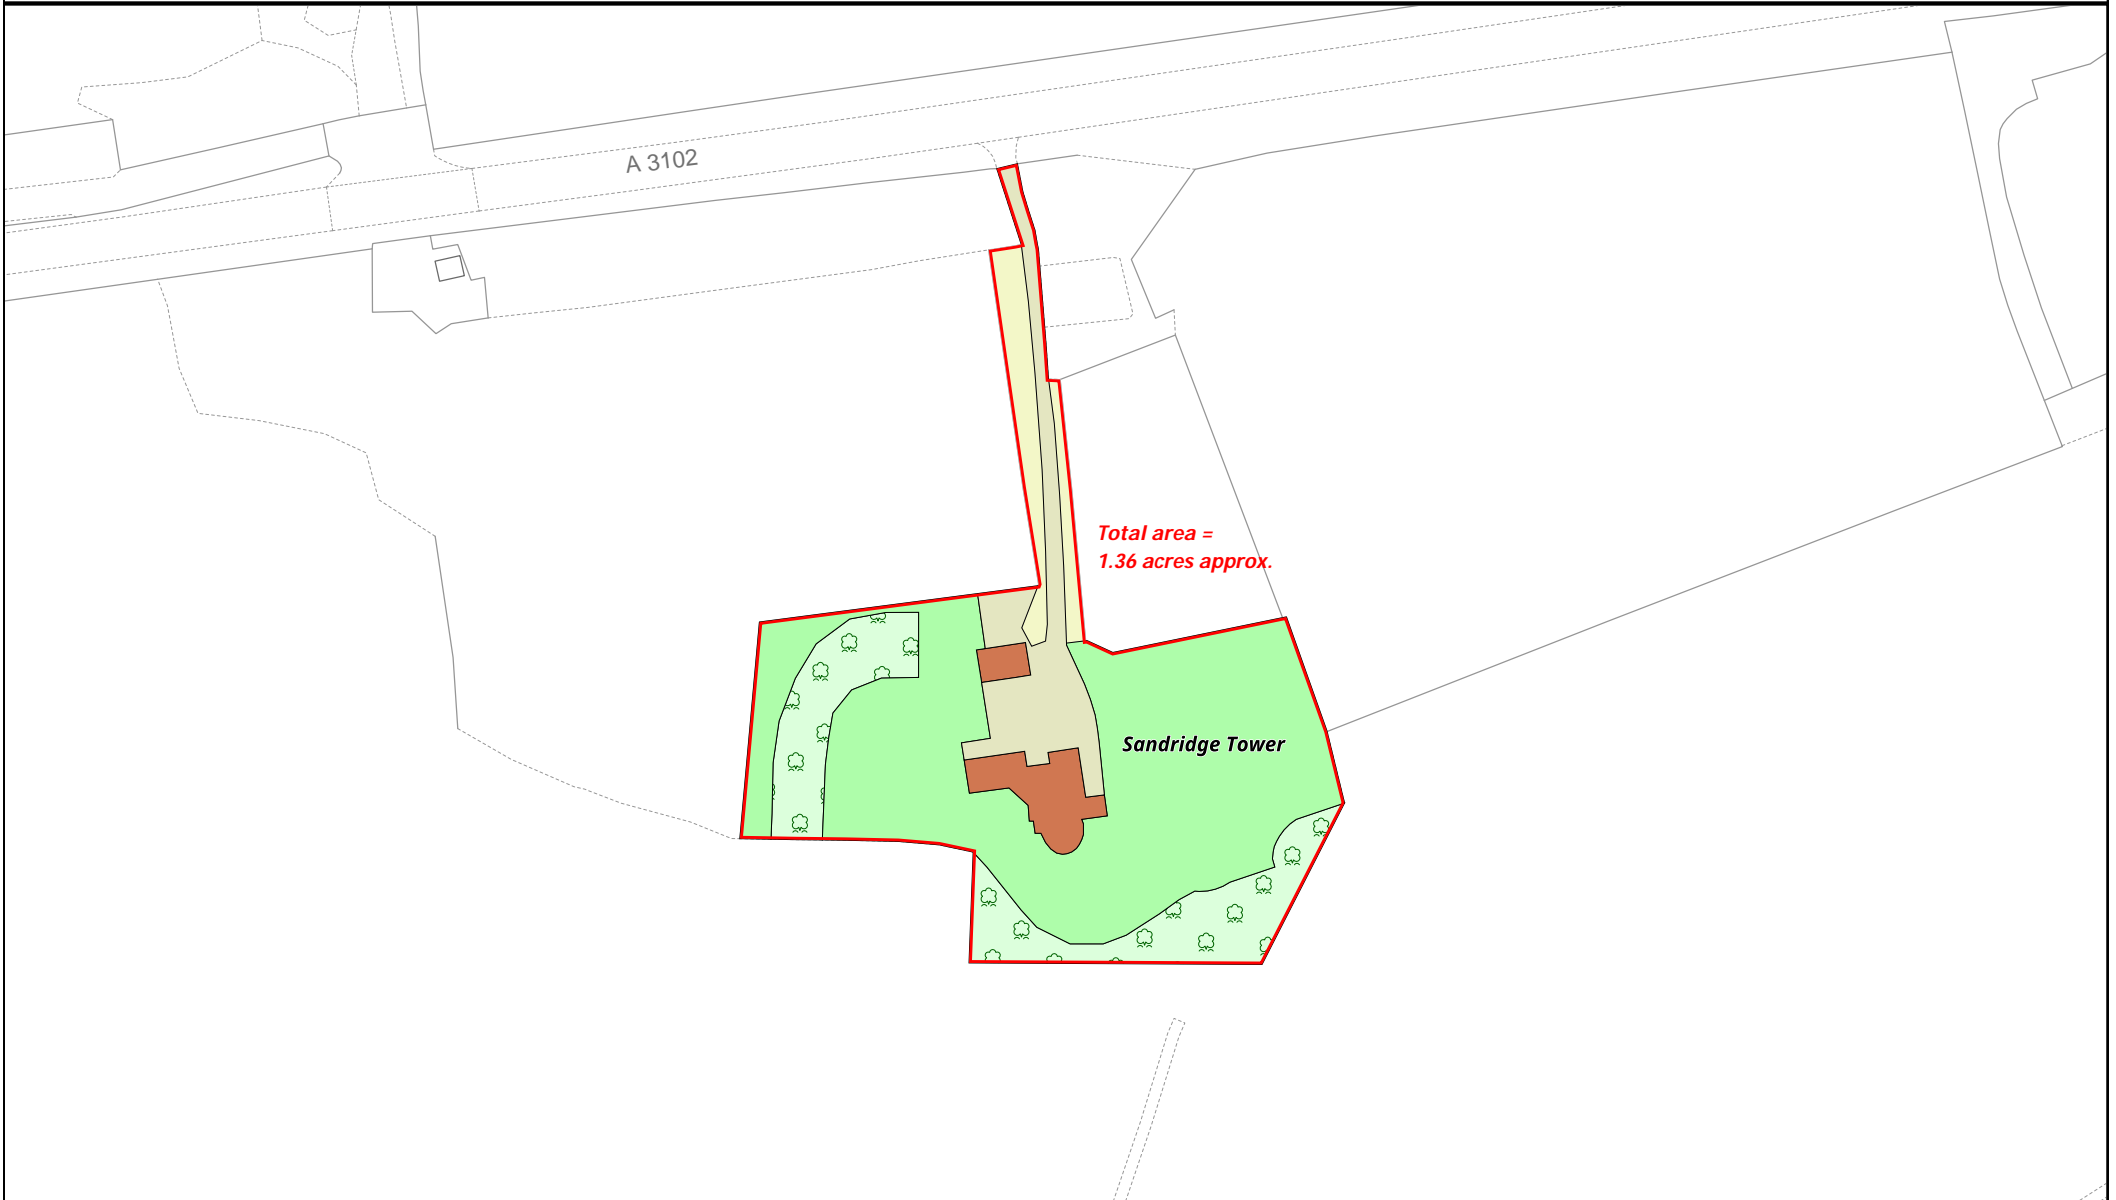 A 3102
Total area =
1.36 acres approx.
Sandridge Tower